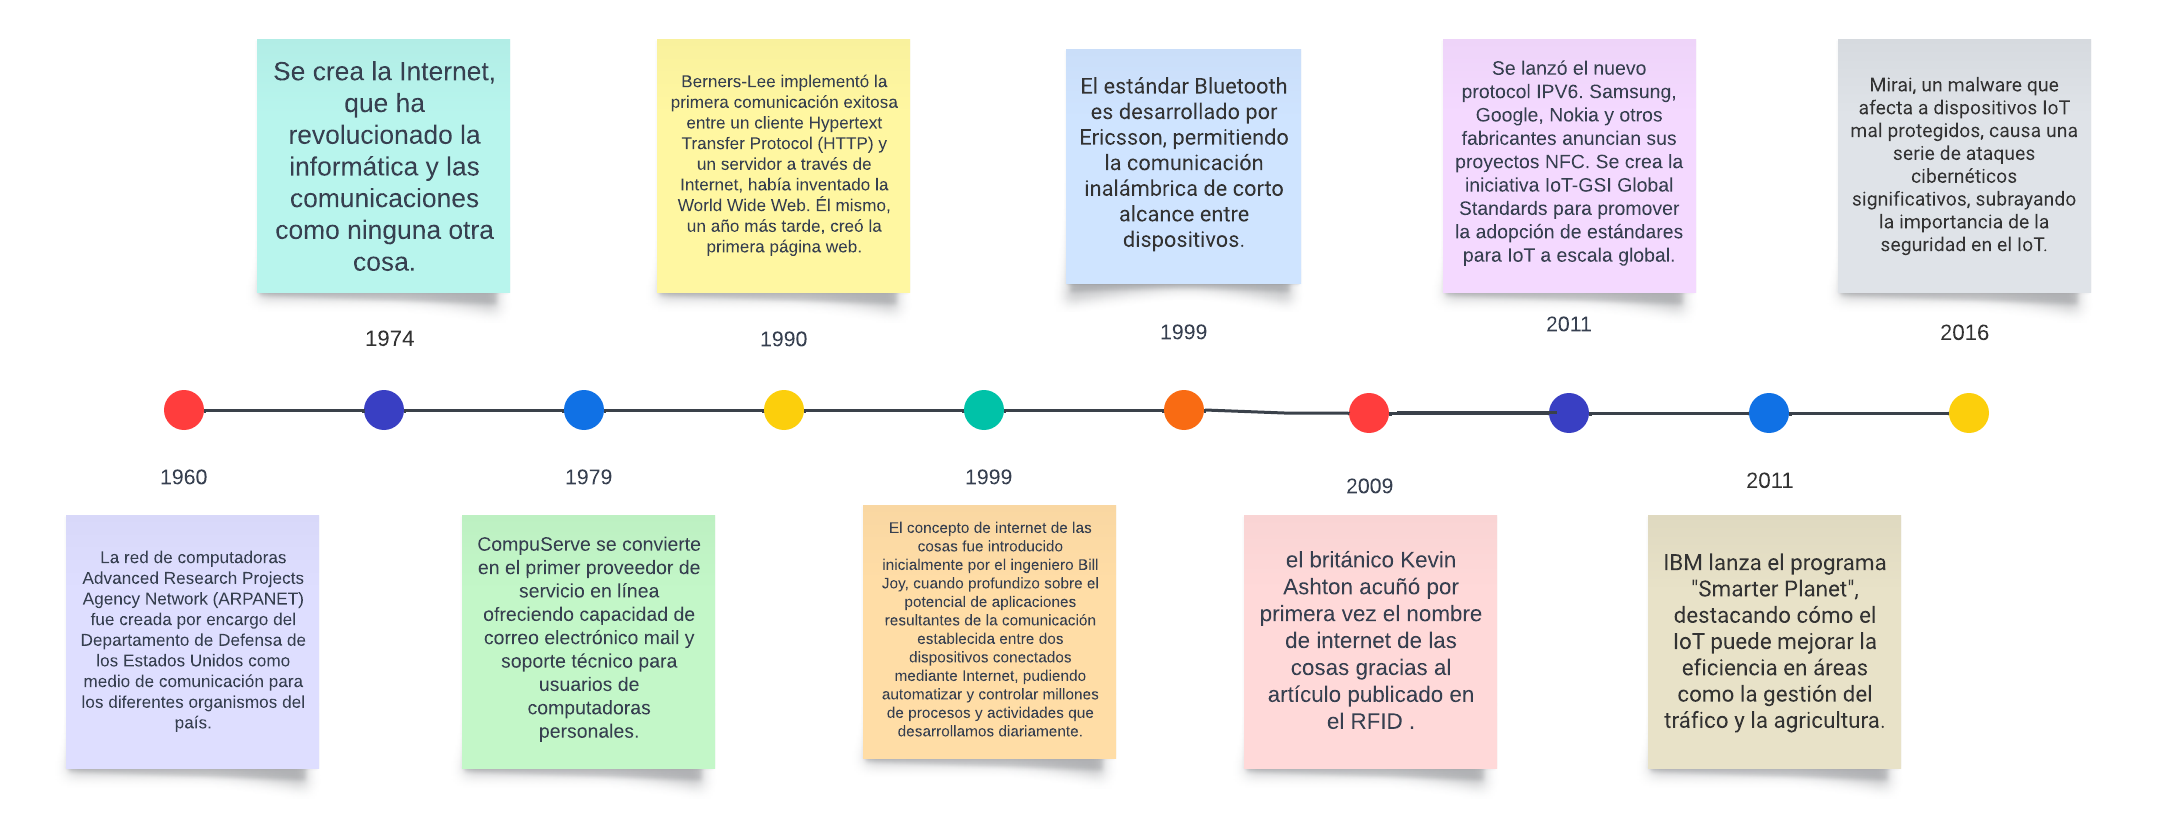 Se crea la Internet,
que ha
revolucionado la
informática y las
comunicaciones
como ninguna otra
cosa.
1974
Berners-Lee implementó la
primera comunicación exitosa
entre un cliente Hypertext
Transfer Protocol (HTTP) y
un servidor a través de
Internet, había inventado la
World Wide Web. Él mismo,
un año más tarde, creó la
primera página web.
1990
El estándar Bluetooth
es desarrollado por
Ericsson, permitiendo
la comunicación
inalámbrica de corto
alcance entre
dispositivos.
1999
Se lanzó el nuevo
protocol IPV6. Samsung,
Google, Nokia y otros
fabricantes anuncian sus
proyectos NFC. Se crea la
iniciativa IoT-GSI Global
Standards para promover
la adopción de estándares
para IoT a escala global.
2011
Mirai, un malware que
afecta a dispositivos IoT
mal protegidos, causa una
serie de ataques
cibernéticos
significativos, subrayando
la importancia de la
seguridad en el IoT.
2016
1960
La red de computadoras
Advanced Research Projects
Agency Network (ARPANET)
fue creada por encargo del
Departamento de Defensa de
los Estados Unidos como
medio de comunicación para
los diferentes organismos del
país.
1979
CompuServe se convierte
en el primer proveedor de
servicio en línea
ofreciendo capacidad de
correo electrónico mail y
soporte técnico para
usuarios de
computadoras
personales.
1999
El concepto de internet de las
cosas fue introducido
inicialmente por el ingeniero Bill
Joy, cuando profundizo sobre el
potencial de aplicaciones
resultantes de la comunicación
establecida entre dos
dispositivos conectados
mediante Internet, pudiendo
automatizar y controlar millones
de procesos y actividades que
desarrollamos diariamente.
2009
el británico Kevin
Ashton acuñó por
primera vez el nombre
de internet de las
cosas gracias al
artículo publicado en
el RFID .
2011
IBM lanza el programa
"Smarter Planet",
destacando cómo el
IoT puede mejorar la
eficiencia en áreas
como la gestión del
tráfico y la agricultura.